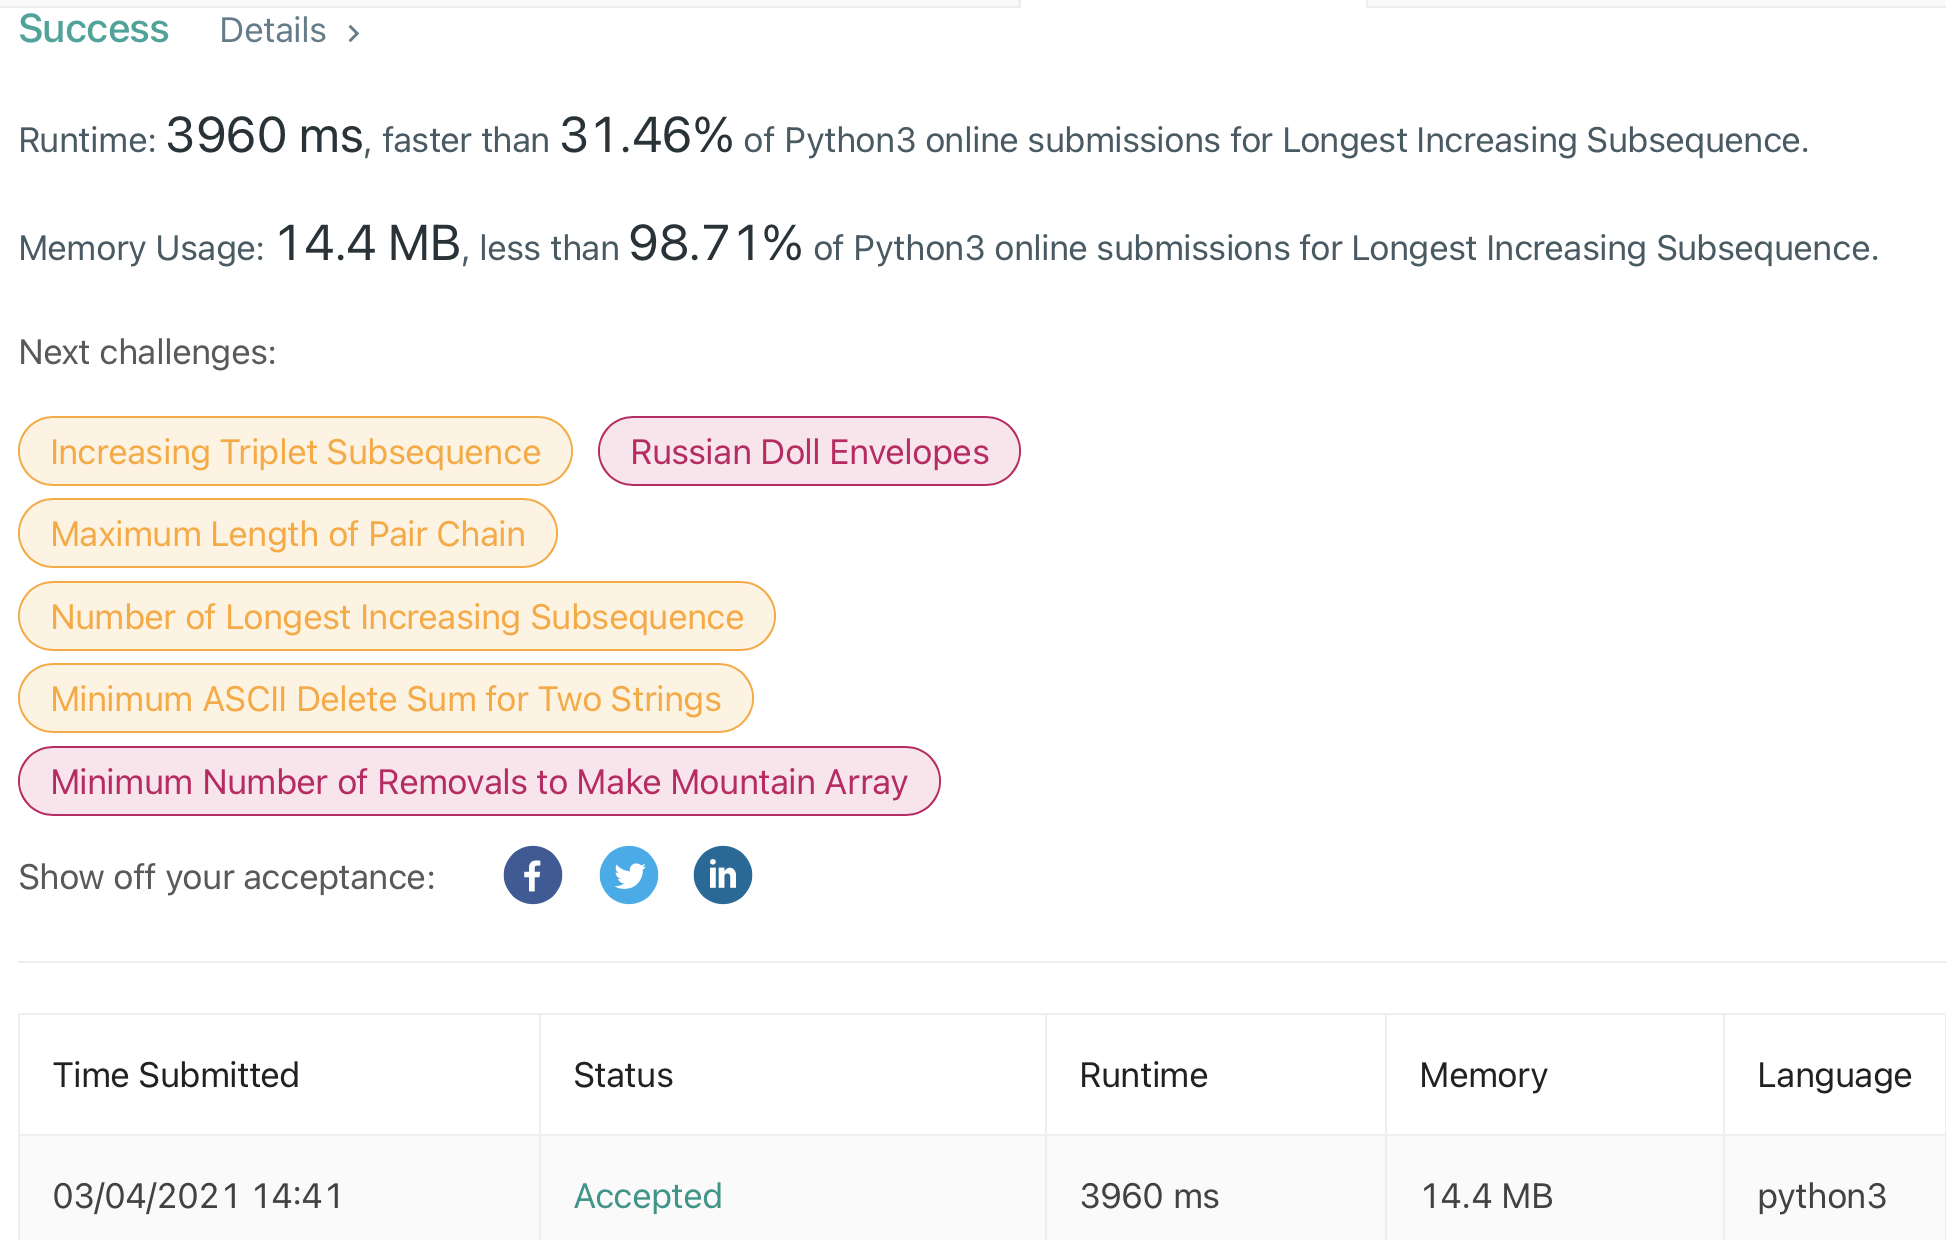 Success Details >
Runtime: 3960 ms, faster than 31.46% of Python3 online submissions for Longest Increasing Subsequence.
Memory Usage: 14.4 MB, less than 98.71% of Python3 online submissions for Longest Increasing Subsequence.
Next challenges:
Increasing Triplet Subsequence Russian Doll Envelopes
Maximum Length of Pair Chain
Number of Longest Increasing Subsequence
Minimum ASCII Delete Sum for Two Strings
Minimum Number of Removals to Make Mountain Array
Show off your acceptance: f in
Time Submitted Status Runtime Memory Language
03/04/2021 14:41 Accepted 3960 ms 14.4 MB python3